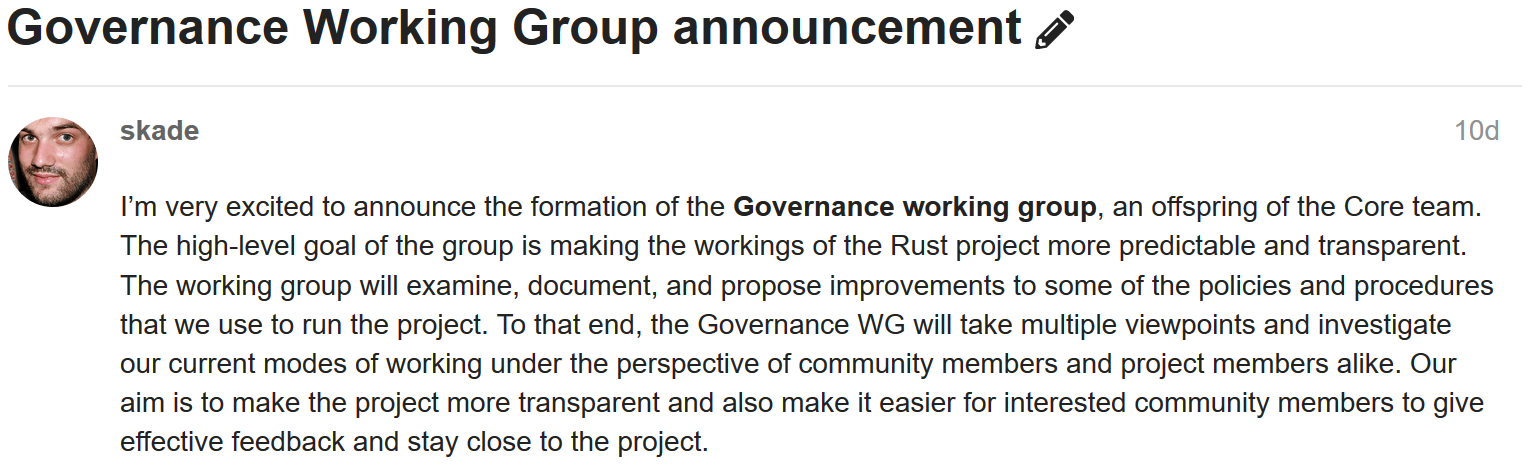 Governance Working Group announcement
skade
10d
I’m very excited to announce the formation of the Governance working group, an offspring of the Core team.
The high-level goal of the group is making the workings of the Rust project more predictable and transparent.
The working group will examine, document, and propose improvements to some of the policies and procedures
that we use to run the project. To that end, the Governance WG will take multiple viewpoints and investigate
our current modes of working under the perspective of community members and project members alike. Our
aim is to make the project more transparent and also make it easier for interested community members to give
effective feedback and stay close to the project.